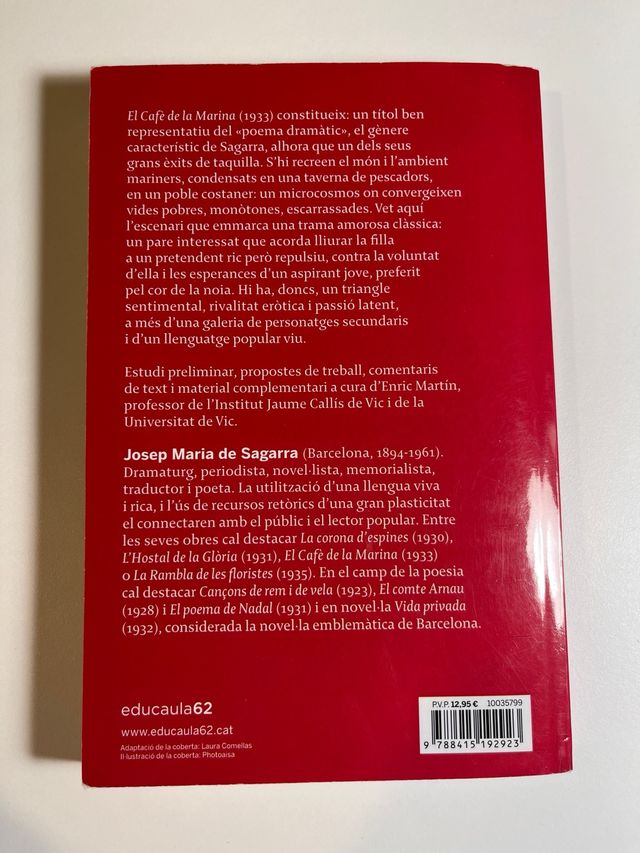 El Cafè de la Marina (1933) constitueix: un títol ben
representatiu del «poema dramàtic», el gènere
característic de Sagarra, alhora que un dels seus
grans èxits de taquilla. S'hi recreen el món i l'ambient
mariners, condensats en una taverna de pescadors,
en un poble costaner: un microcosmos on convergeixen
vides pobres, monòtones, escarrassades. Vet aquí
l'escenari que emmarca una trama amorosa clàssica:
un pare interessat que acorda lliurar la filla
a un pretendent ric però repulsiu, contra la voluntat
d'ella i les esperances d'un aspirant jove, preferit
pel cor de la noia. Hi ha, doncs, un triangle
sentimental, rivalitat eròtica i passió latent,
a més d'una galeria de personatges secundaris
i d'un llenguatge popular viu.
Estudi preliminar, propostes de treball, comentaris
de text i material complementari a cura d'Enric Martín,
professor de l'Institut Jaume Callís de Vic i de la
Universitat de Vic.
Josep Maria de Sagarra (Barcelona, 1894-1961).
Dramaturg, periodista, novel·lista, memorialista,
traductor i poeta. La utilització d'una llengua viva
i rica, i l'ús de recursos retòrics d'una gran plasticitat
el connectaren amb el públic i el lector popular. Entre
les seves obres cal destacar La corona d'espines (1930),
L'Hostal de la Glòria (1931), El Cafè de la Marina (1933)
o La Rambla de les floristes (1935). En el camp de la poesia
cal destacar Cançons de rem i de vela (1923), El comte Arnau
(1928) i El poema de Nadal (1931) i en novel·la Vida privada
(1932), considerada la novel·la emblemàtica de Barcelona.
educaula62
www.educaula62.cat
Adaptació de la coberta: Laura Comellas
Il·lustració de la coberta: Photoaisa
P.V.P. 12,95 € 10035799
9 788415 192923